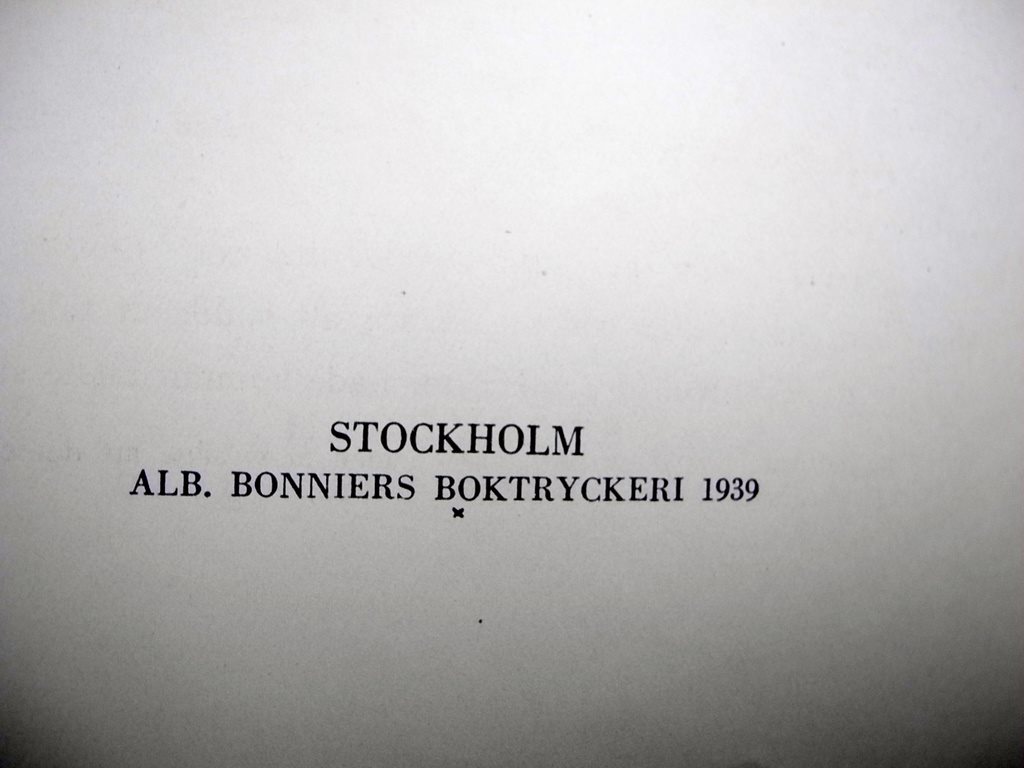 STOCKHOLM
ALB. BONNIERS BOKTRYCKERI 1939